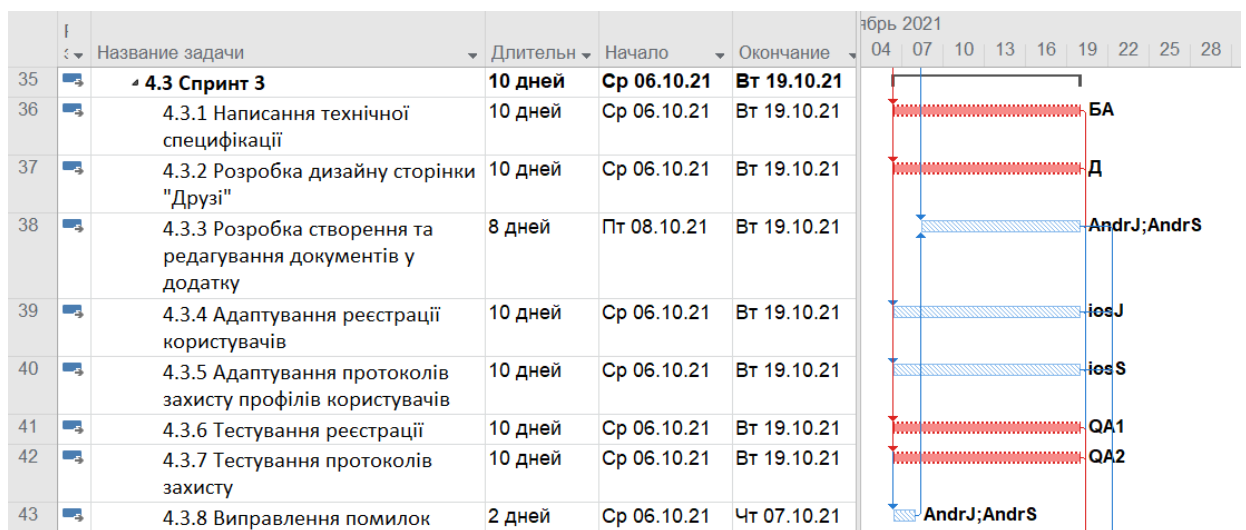 ябрь 2021
Название задачи Длительн Начало Окончание 04 07 10 13 16 19 22 25 28
35 4.3 Спринт 3 10 дней Ср 06.10.21 Вт 19.10.21
36 4.3.1 Написання технічної 10 дней Ср 06.10.21 Вт 19.10.21 БА
специфікації
37 4.3.2 Розробка дизайну сторінки 10 дней Ср 06.10.21 Вт 19.10.21 Д
"Друзі"
38 4.3.3 Розробка створення та 8 дней Пт 08.10.21 Вт 19.10.21 AndrJ;AndrS
редагування документів у
додатку
39 4.3.4 Адаптування реєстрації 10 дней Ср 06.10.21 Вт 19.10.21 iosJ
користувачів
40 4.3.5 Адаптування протоколів 10 дней Ср 06.10.21 Вт 19.10.21 iosS
захисту профілів користувачів
41 4.3.6 Тестування реєстрації 10 дней Ср 06.10.21 Вт 19.10.21 QA1
42 4.3.7 Тестування протоколів 10 дней Ср 06.10.21 Вт 19.10.21 QA2
захисту
43 4.3.8 Виправлення помилок 2 дней Ср 06.10.21 Чт 07.10.21 AndrJ;AndrS